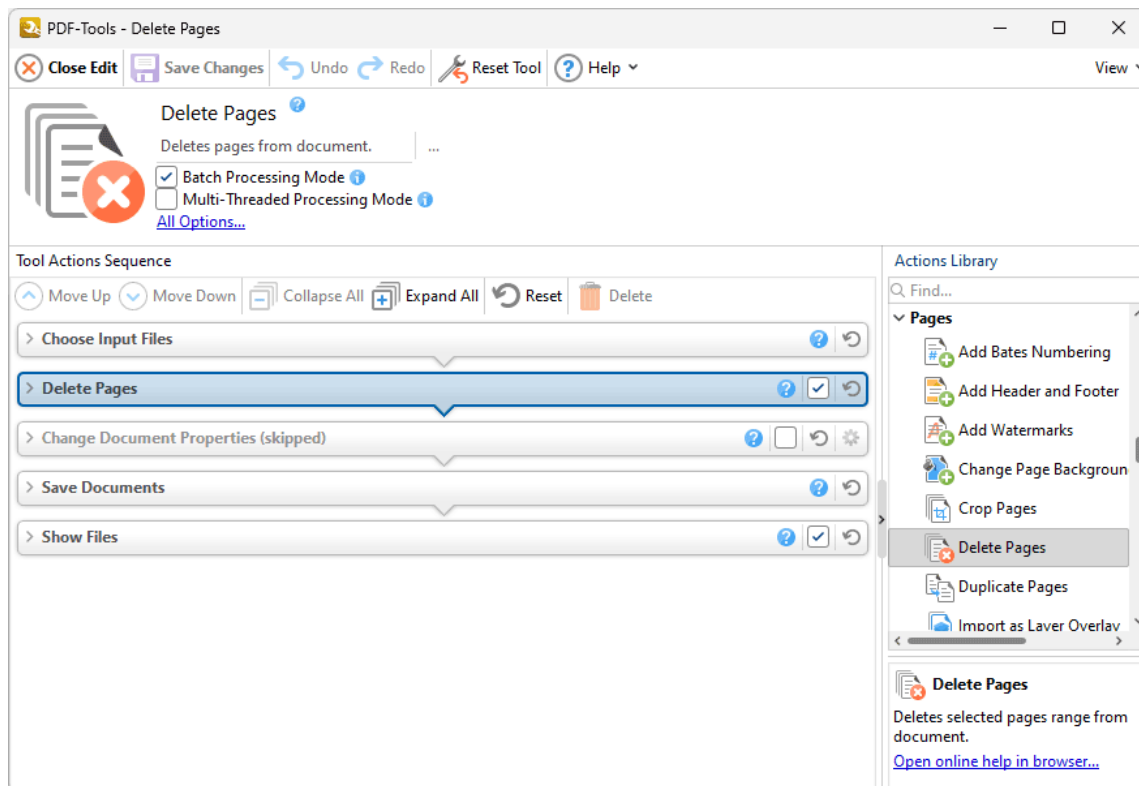 PDF-Tools - Delete Pages
Close Edit Save Changes Undo Redo Reset Tool ? Help View
Delete Pages ?
Deletes pages from document. ...
Batch Processing Mode i
Multi-Threaded Processing Mode i
All Options...
Tool Actions Sequence
Move Up Move Down Collapse All Expand All Reset Delete
Choose Input Files ?
Delete Pages ?
Change Document Properties (skipped) ?
Save Documents ?
Show Files ?
Actions Library
Find...
Pages
Add Bates Numbering
Add Header and Footer
Add Watermarks
Change Page Backgroun
Crop Pages
Delete Pages
Duplicate Pages
Import as Layer Overlay
Delete Pages
Deletes selected pages range from
document.
Open online help in browser...